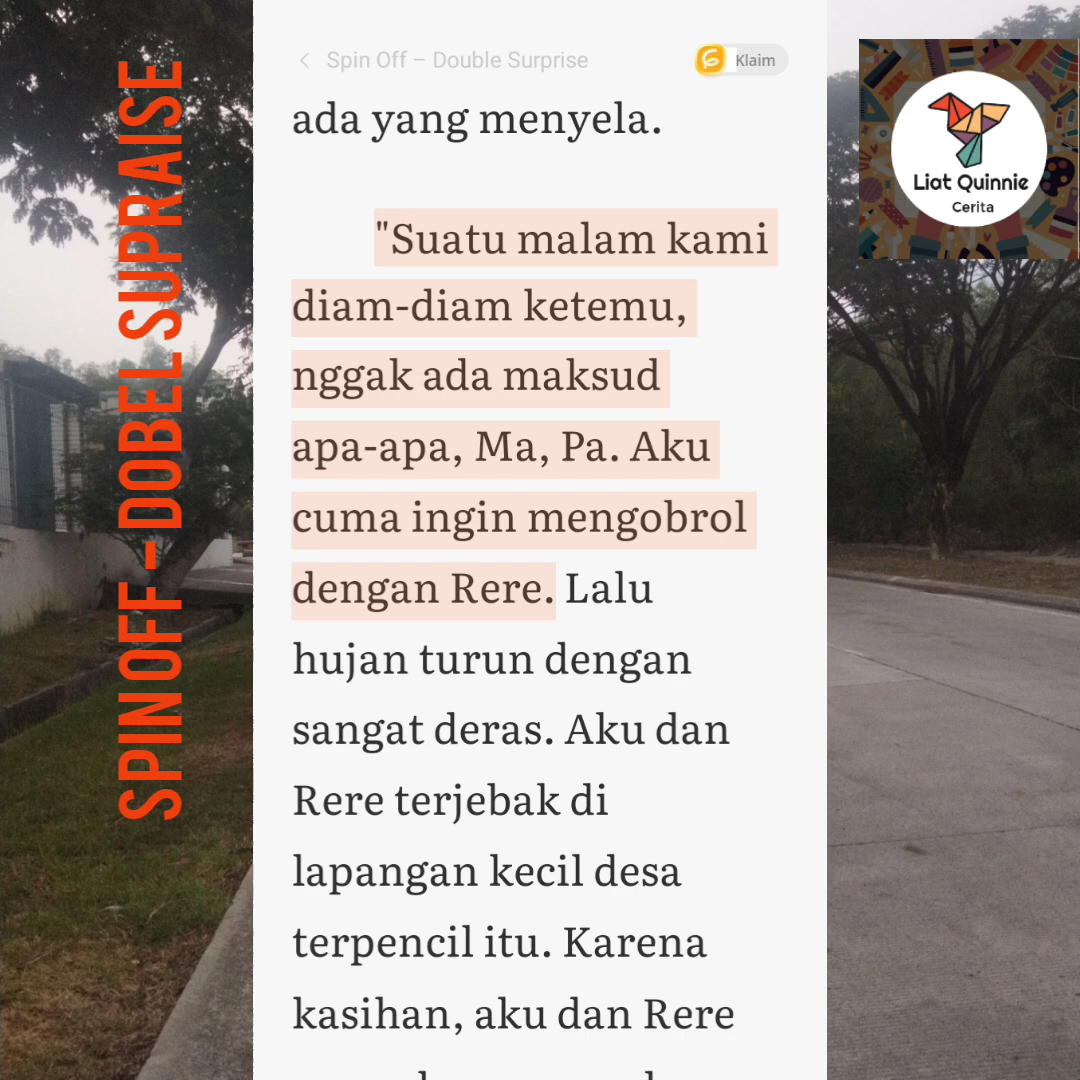 SPIN OFF – DOBEL SUPRAISE
Spin Off – Double Surprise
Klaim
Liat Quinnie
Cerita
ada yang menyela.
"Suatu malam kami
diam-diam ketemu,
nggak ada maksud
apa-apa, Ma, Pa. Aku
cuma ingin mengobrol
dengan Rere. Lalu
hujan turun dengan
sangat deras. Aku dan
Rere terjebak di
lapangan kecil desa
terpencil itu. Karena
kasihan, aku dan Rere